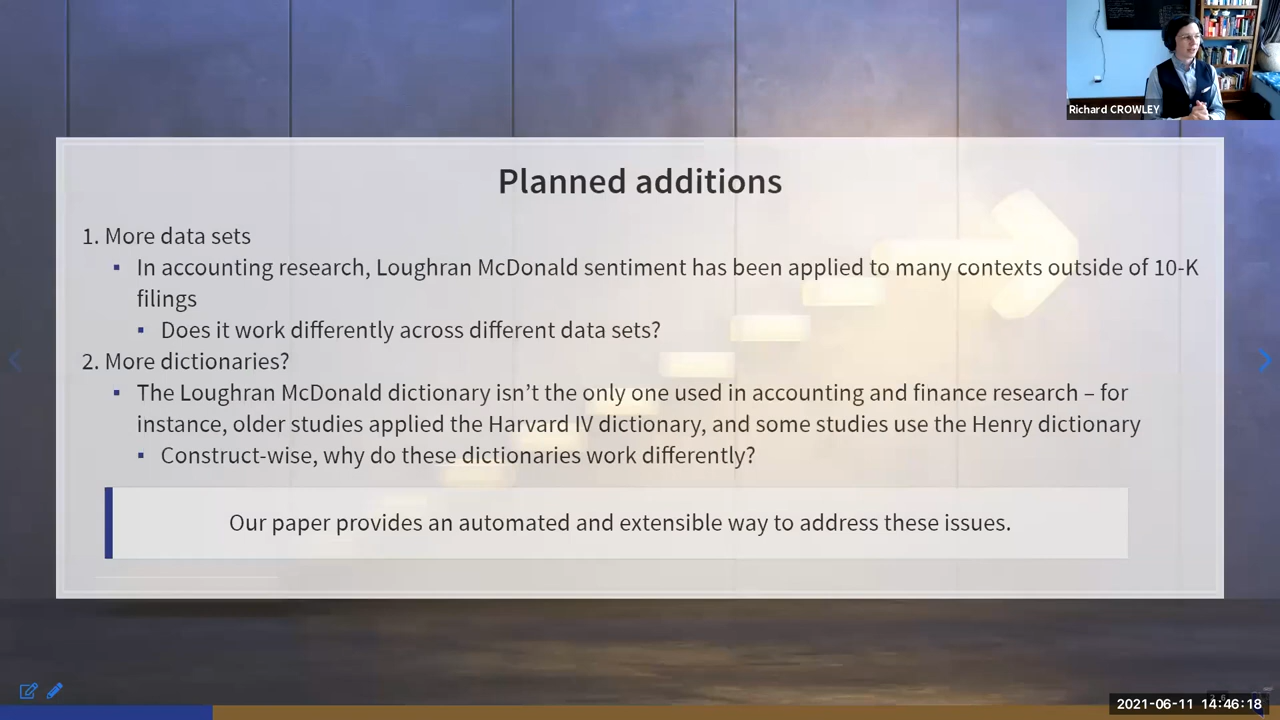 Richard CROWLEY
Planned additions
1. More data sets
▪ In accounting research, Loughran McDonald sentiment has been applied to many contexts outside of 10-K
filings
▪ Does it work differently across different data sets?
2. More dictionaries?
▪ The Loughran McDonald dictionary isn’t the only one used in accounting and finance research – for
instance, older studies applied the Harvard IV dictionary, and some studies use the Henry dictionary
▪ Construct-wise, why do these dictionaries work differently?
Our paper provides an automated and extensible way to address these issues.
2021-06-11 14:46:18